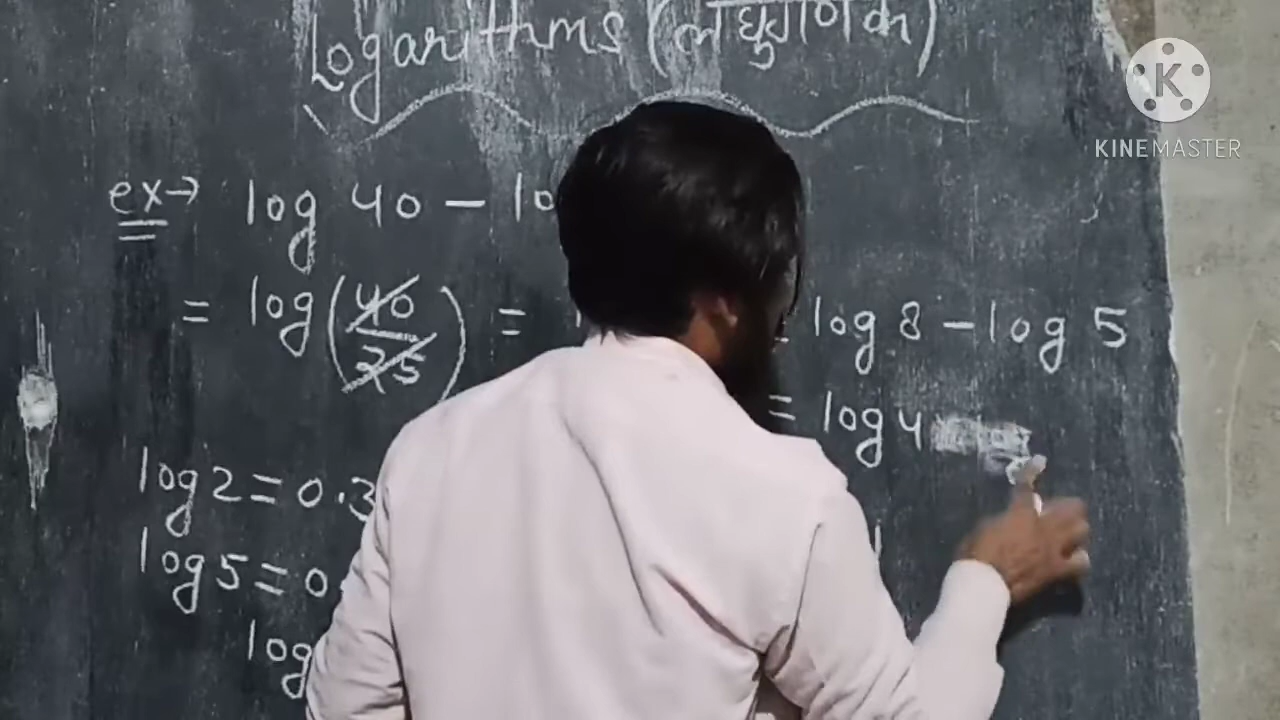 Logarithms (लघुगणक)
K
KINEMASTER
ex→ log 40 – lo
= log(40/25) = log 8 – log 5
= log 4
log 2 = 0.3
log 5 = 0.
log